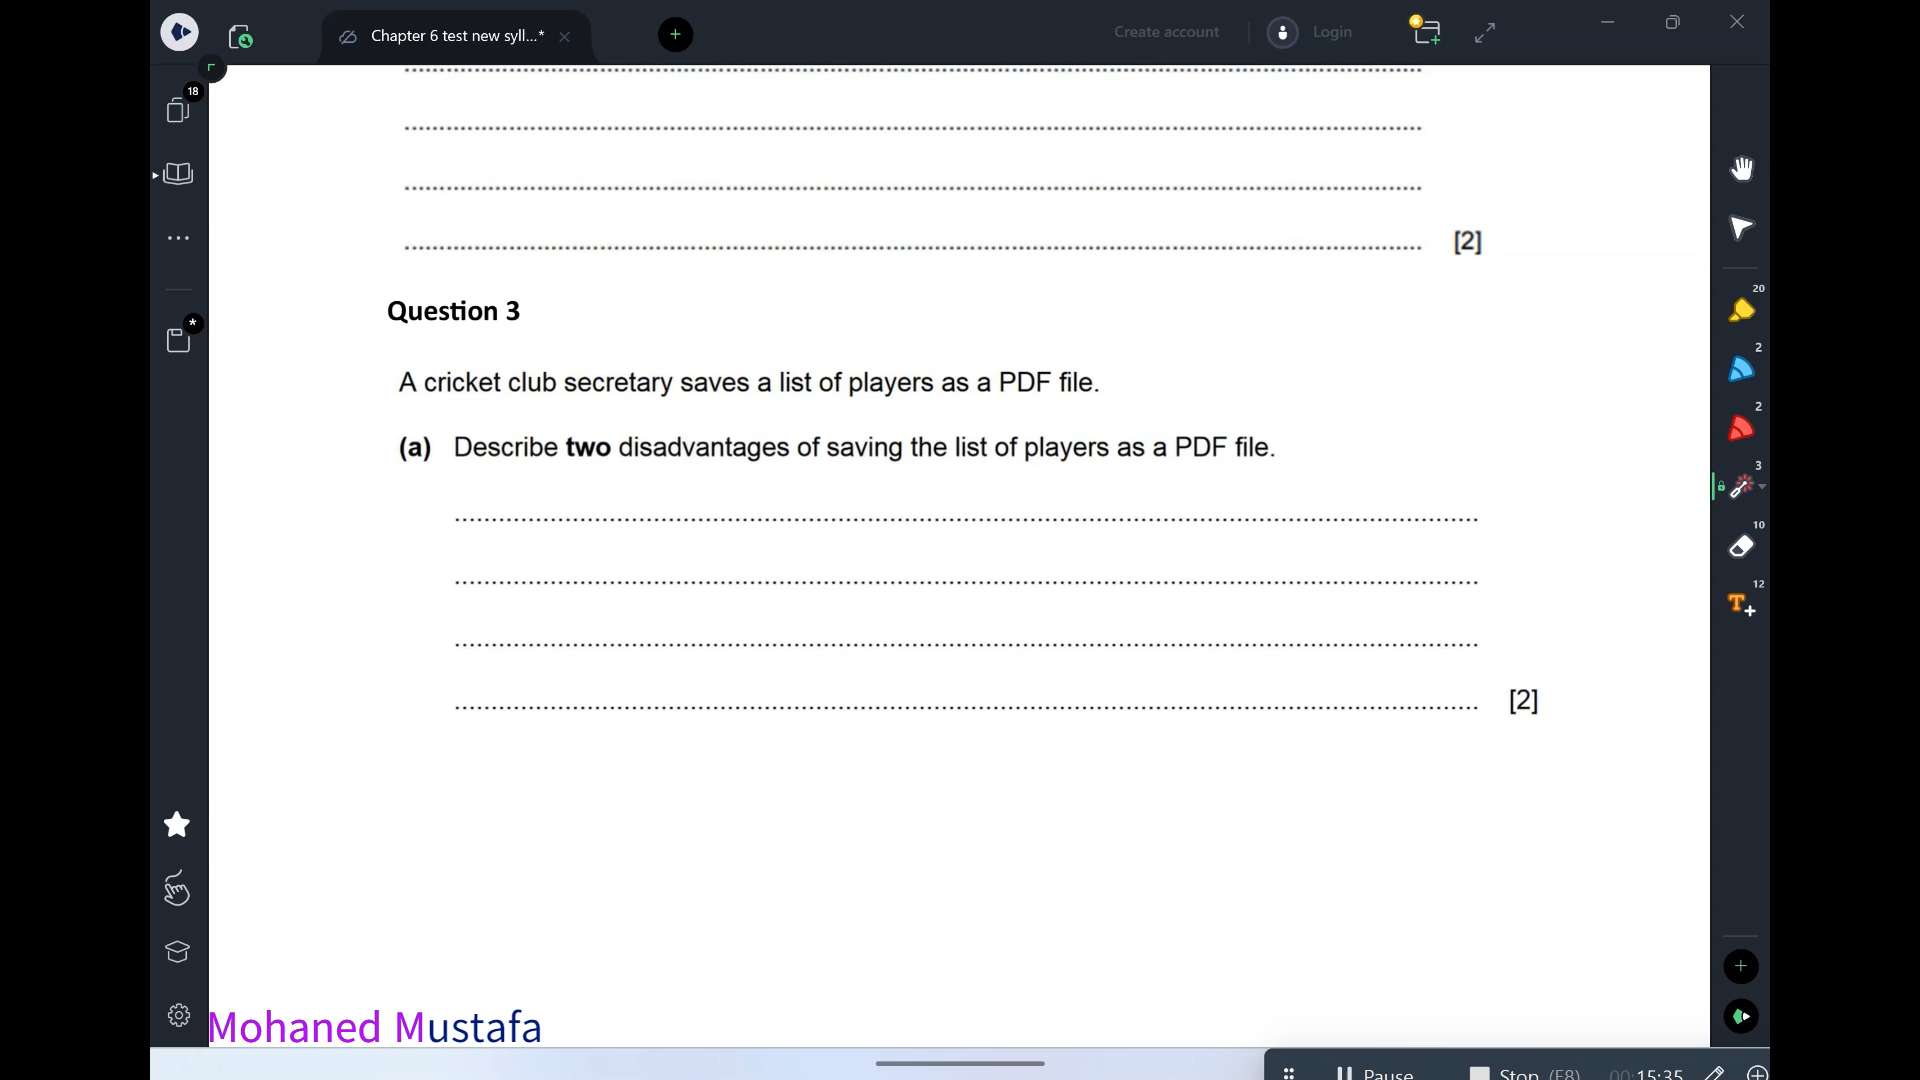 Chapter 6 test new syll...*
Create account
Login
18
[2]
Question 3
A cricket club secretary saves a list of players as a PDF file.
(a) Describe two disadvantages of saving the list of players as a PDF file.
[2]
20
2
2
3
10
12
Mohaned Mustafa
Pause
Stop (F8)
00:15:35